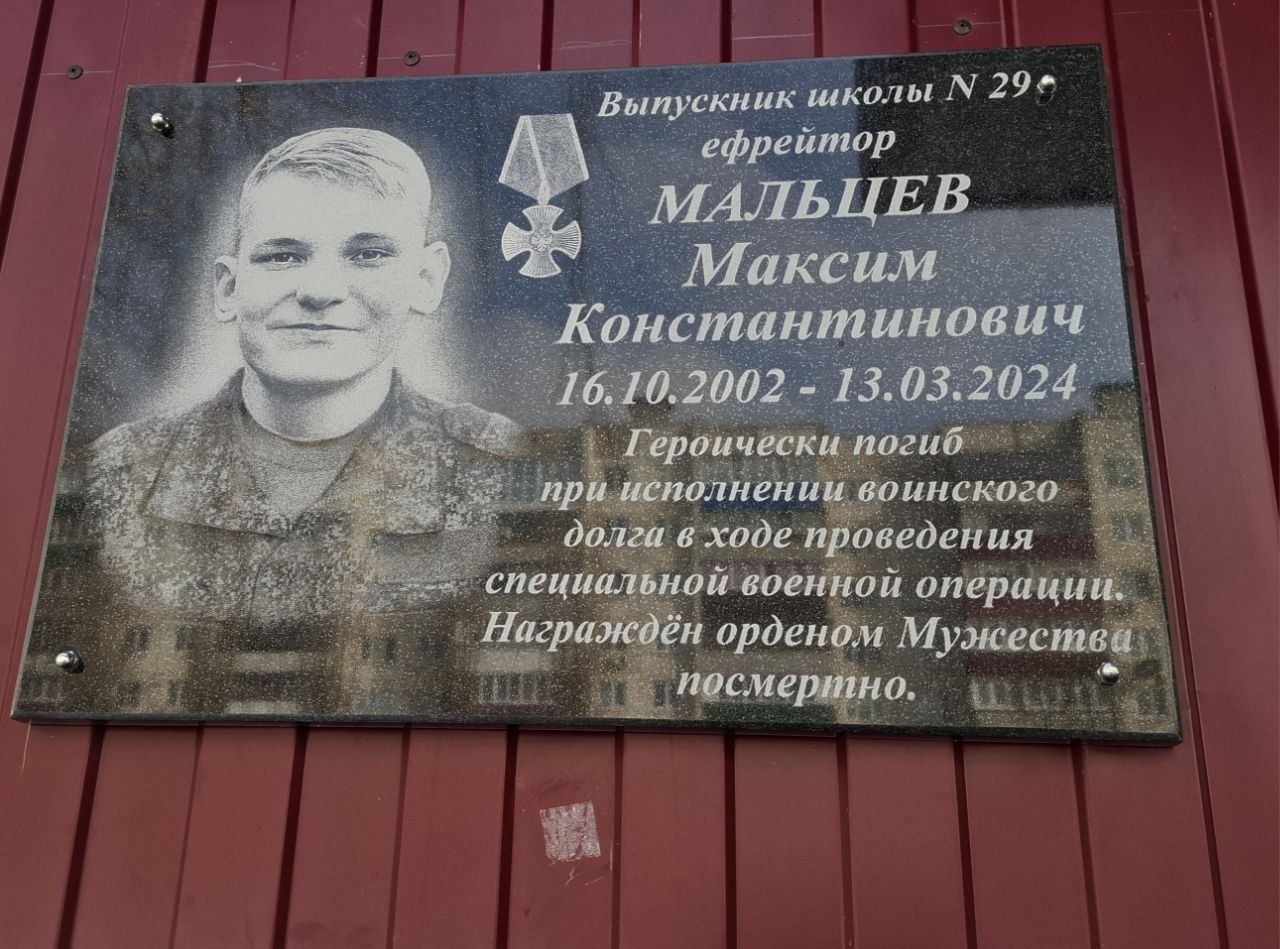 Выпускник школы N 29
ефрейтор
МАЛЬЦЕВ
Максим
Константинович
16.10.2002 - 13.03.2024
Героически погиб
при исполнении воинского
долга в ходе проведения
специальной военной операции.
Награждён орденом Мужества
посмертно.